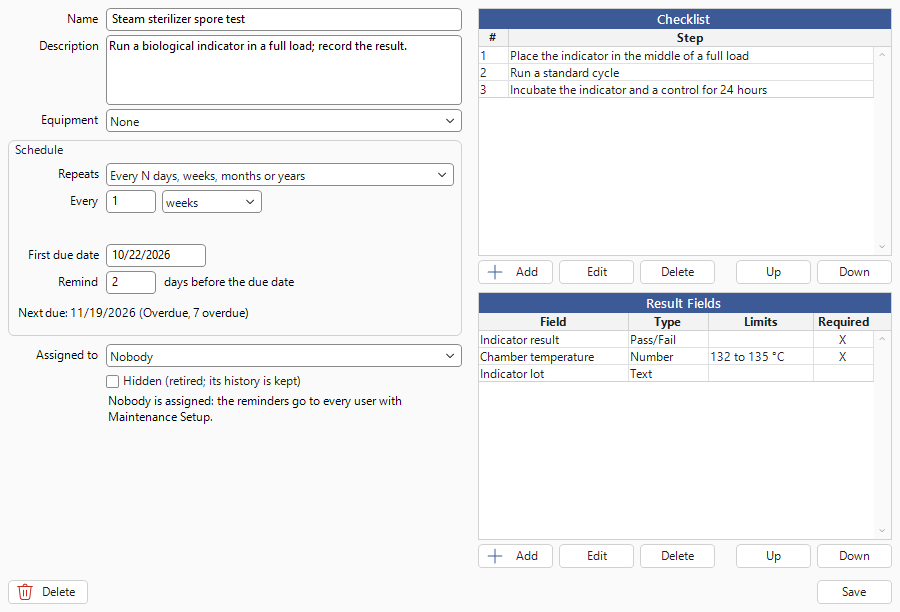 Name Steam sterilizer spore test
Description Run a biological indicator in a full load; record the result.
Equipment None
Schedule
Repeats Every N days, weeks, months or years
Every 1 weeks
First due date 10/22/2026
Remind 2 days before the due date
Next due: 11/19/2026 (Overdue, 7 overdue)
Assigned to Nobody
Hidden (retired; its history is kept)
Nobody is assigned: the reminders go to every user with
Maintenance Setup.
Delete
Checklist
# Step
1 Place the indicator in the middle of a full load
2 Run a standard cycle
3 Incubate the indicator and a control for 24 hours
Add Edit Delete Up Down
Result Fields
Field Type Limits Required
Indicator result Pass/Fail X
Chamber temperature Number 132 to 135 °C X
Indicator lot Text
Add Edit Delete Up Down
Save